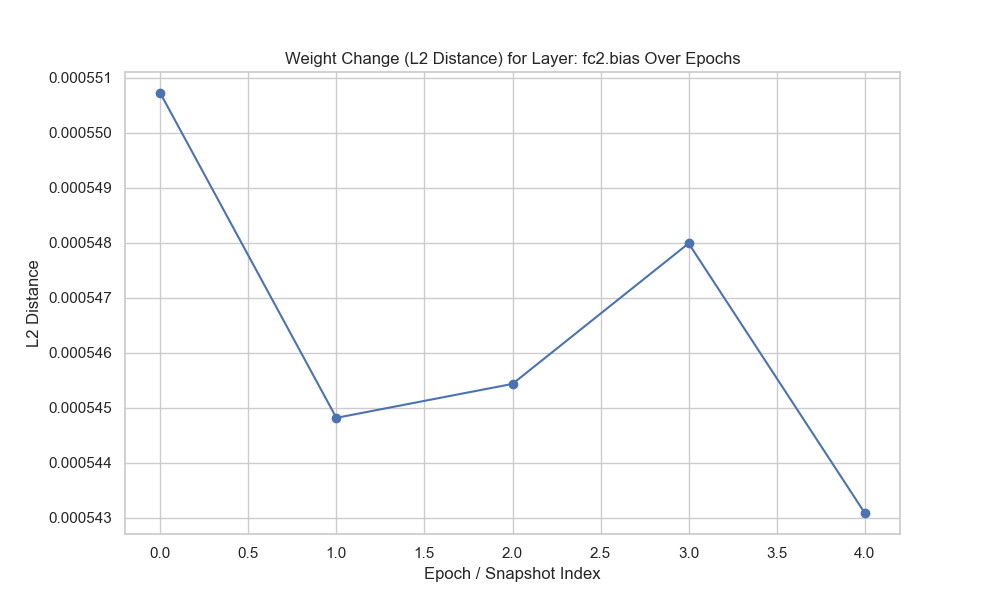 Weight Change (L2 Distance) for Layer: fc2.bias Over Epochs
0.000551
0.000550
0.000549
0.000548
0.000547
0.000546
0.000545
0.000544
0.000543
L2 Distance
0.0 0.5 1.0 1.5 2.0 2.5 3.0 3.5 4.0
Epoch / Snapshot Index